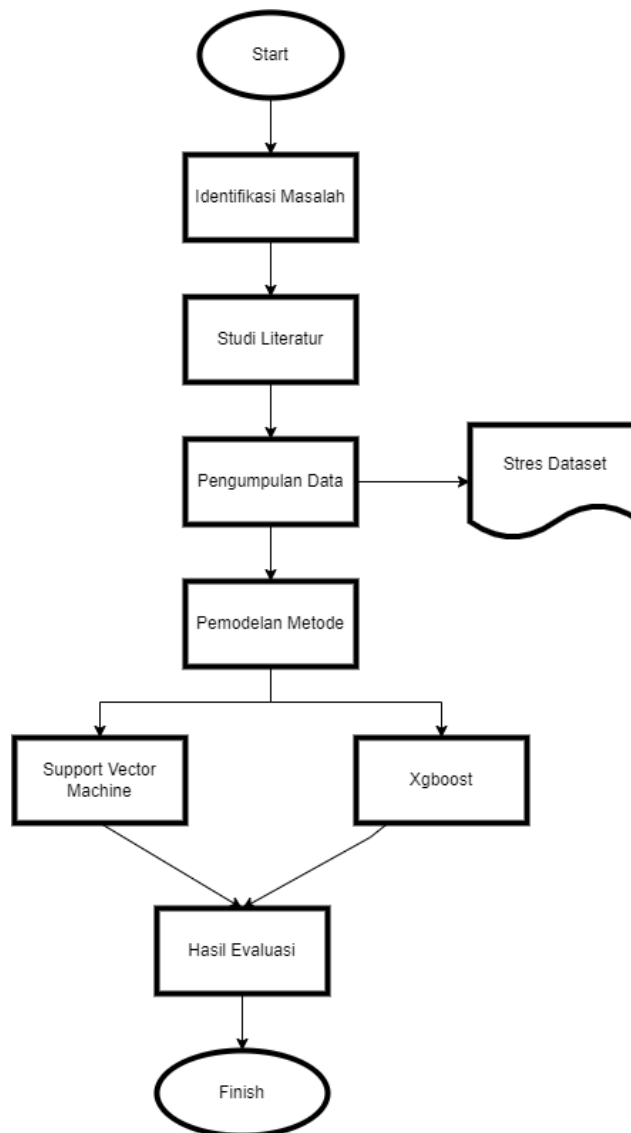 Start
Identifikasi Masalah
Studi Literatur
Pengumpulan Data
Stres Dataset
Pemodelan Metode
Support Vector
Machine
Xgboost
Hasil Evaluasi
Finish